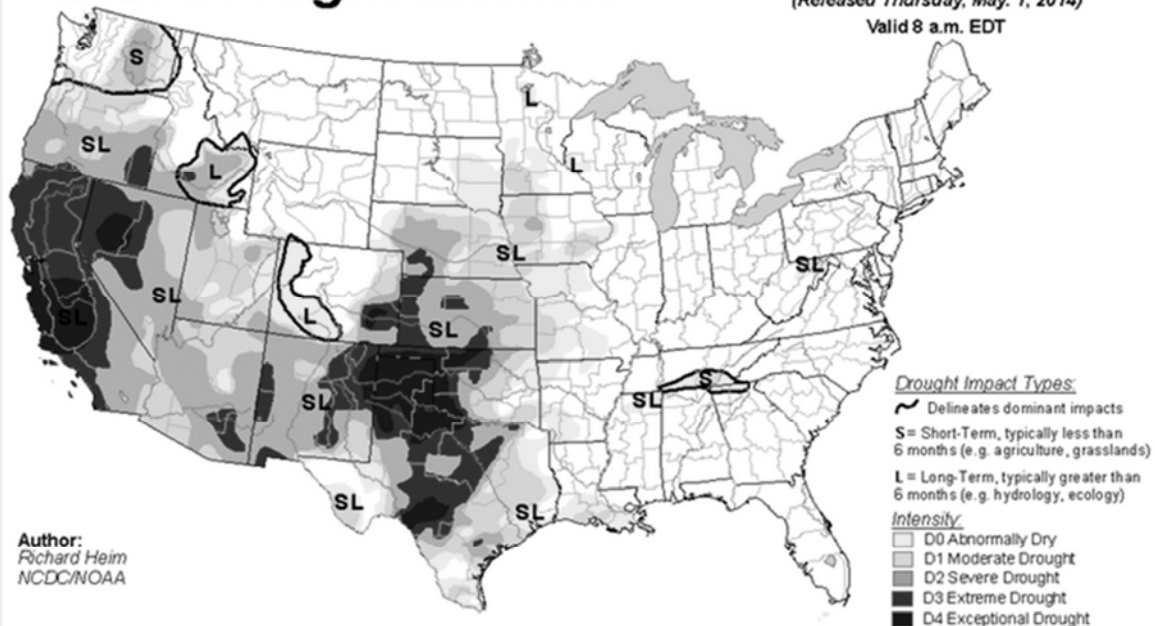 (Released Thursday, May. 1, 2014)
Valid 8 a.m. EDT
S
L
SL
L
L
SL
SL
SL
SL
L
SL
SL
S
SL
SL
SL
SL
Drought Impact Types:
Delineates dominant impacts
S = Short-Term, typically less than
6 months (e.g. agriculture, grasslands)
L = Long-Term, typically greater than
6 months (e.g. hydrology, ecology)
Intensity:
D0 Abnormally Dry
D1 Moderate Drought
D2 Severe Drought
D3 Extreme Drought
D4 Exceptional Drought
Author:
Richard Heim
NCDC/NOAA